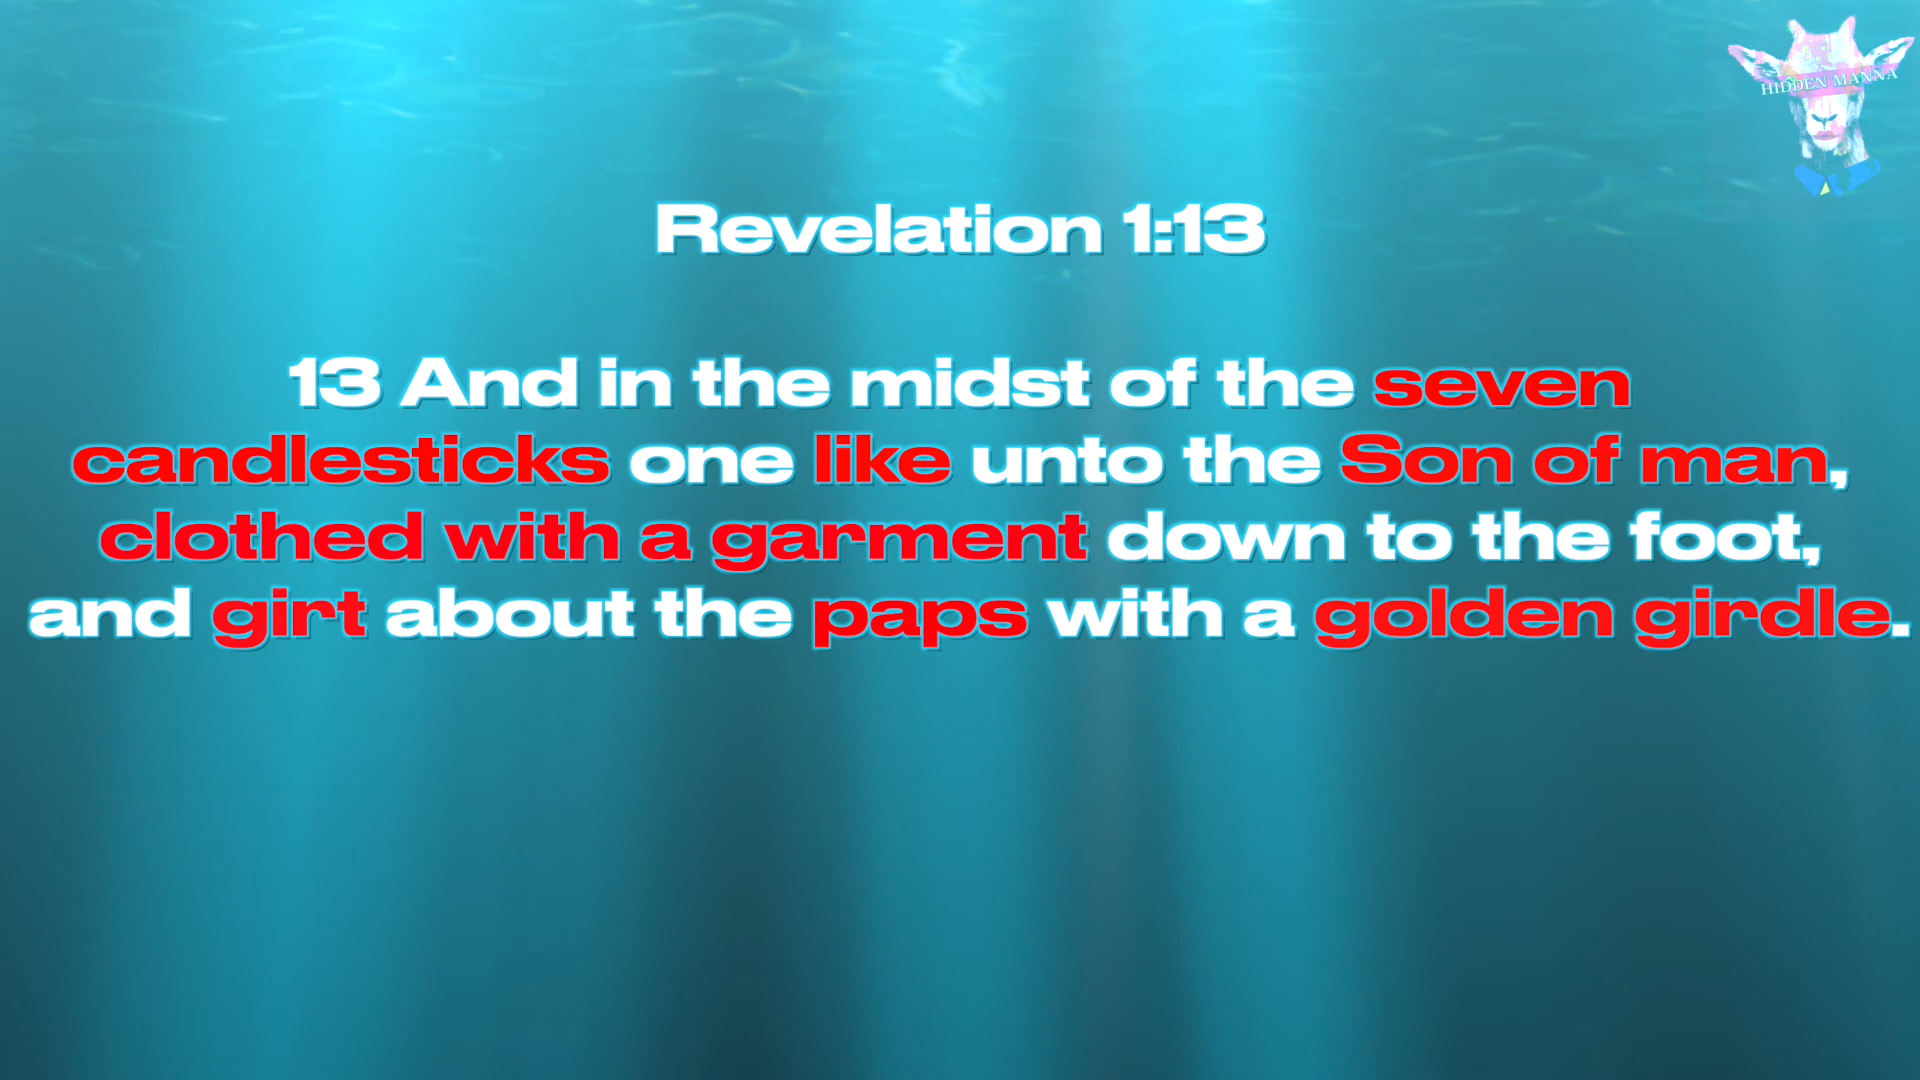 HIDDEN MANNA
Revelation 1:13
13 And in the midst of the seven
candlesticks one like unto the Son of man,
clothed with a garment down to the foot,
and girt about the paps with a golden girdle.